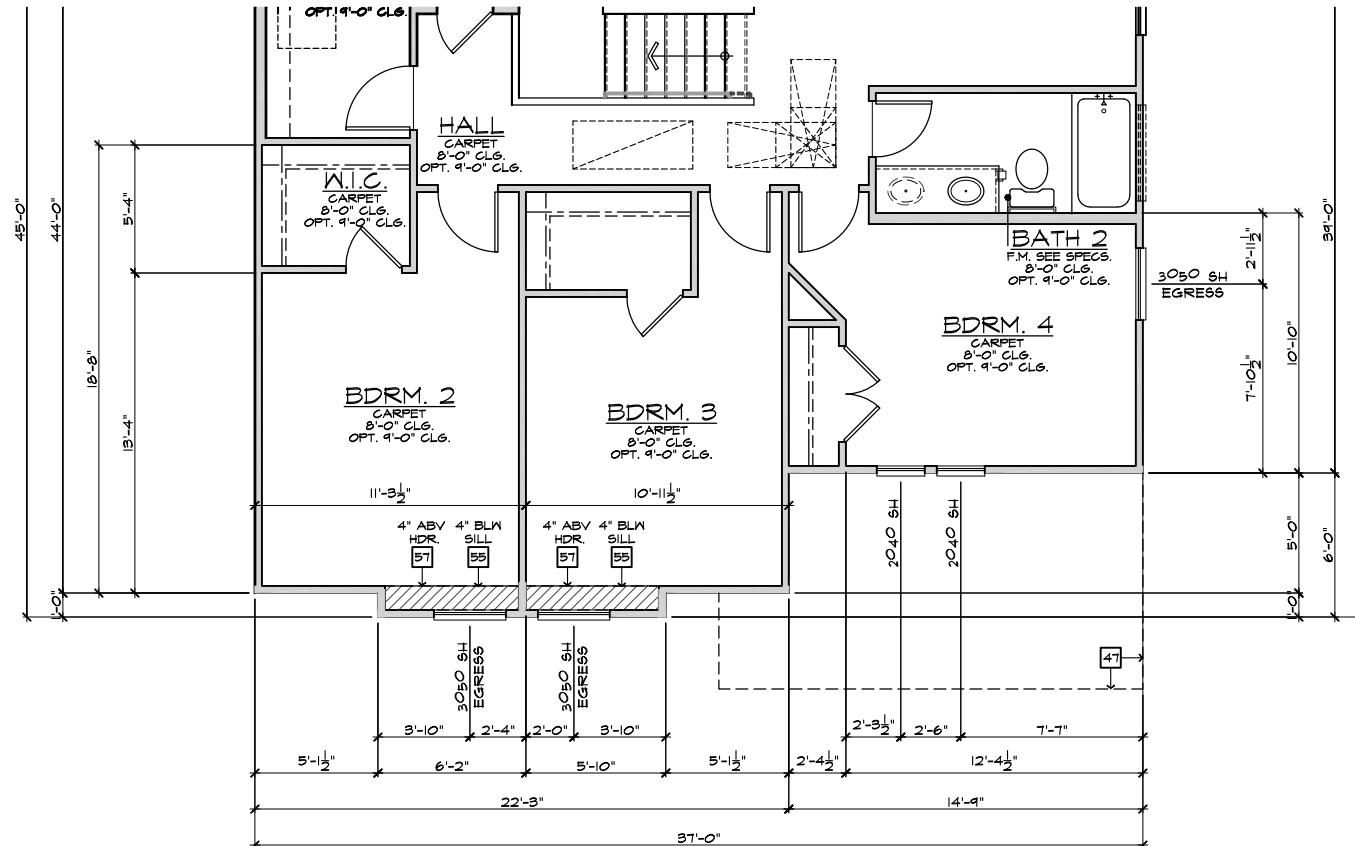 OPT. 9'-0" CLG.
HALL
CARPET
8'-0" CLG.
OPT. 9'-0" CLG.
W.I.C.
CARPET
8'-0" CLG.
OPT. 9'-0" CLG.
BATH 2
F.M. SEE SPECS.
8'-0" CLG.
OPT. 9'-0" CLG.
3050 SH
EGRESS
BDRM. 4
CARPET
8'-0" CLG.
OPT. 9'-0" CLG.
BDRM. 2
CARPET
8'-0" CLG.
OPT. 9'-0" CLG.
BDRM. 3
CARPET
8'-0" CLG.
OPT. 9'-0" CLG.
45'-0"
44'-0"
5'-4"
18'-8"
13'-4"
1'-0"
39'-0"
2'-11½"
10'-10"
7'-10½"
5'-0"
6'-0"
1'-0"
11'-3½"
10'-11½"
4" ABV
HDR.
57
4" BLW
SILL
55
4" ABV
HDR.
57
4" BLW
SILL
55
2040 SH
2040 SH
3050 SH
EGRESS
3050 SH
EGRESS
47
3'-10"
2'-4"
2'-0"
3'-10"
2'-3½"
2'-6"
7'-7"
5'-1½"
6'-2"
5'-10"
5'-1½"
2'-4½"
12'-4½"
22'-3"
14'-9"
37'-0"